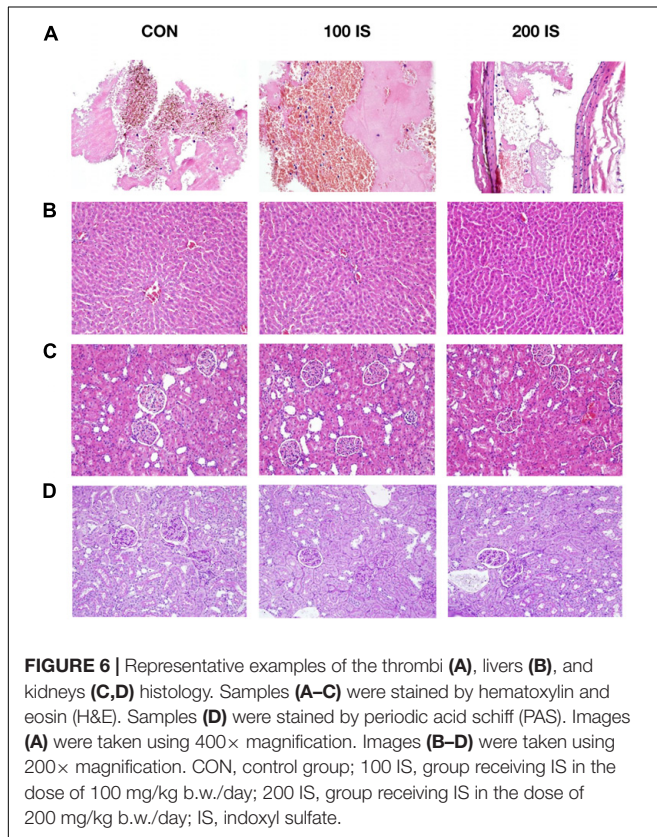 A CON 100 IS 200 IS
B
C
D
FIGURE 6 | Representative examples of the thrombi (A), livers (B), and
kidneys (C,D) histology. Samples (A–C) were stained by hematoxylin and
eosin (H&E). Samples (D) were stained by periodic acid schiff (PAS). Images
(A) were taken using 400× magnification. Images (B–D) were taken using
200× magnification. CON, control group; 100 IS, group receiving IS in the
dose of 100 mg/kg b.w./day; 200 IS, group receiving IS in the dose of
200 mg/kg b.w./day; IS, indoxyl sulfate.